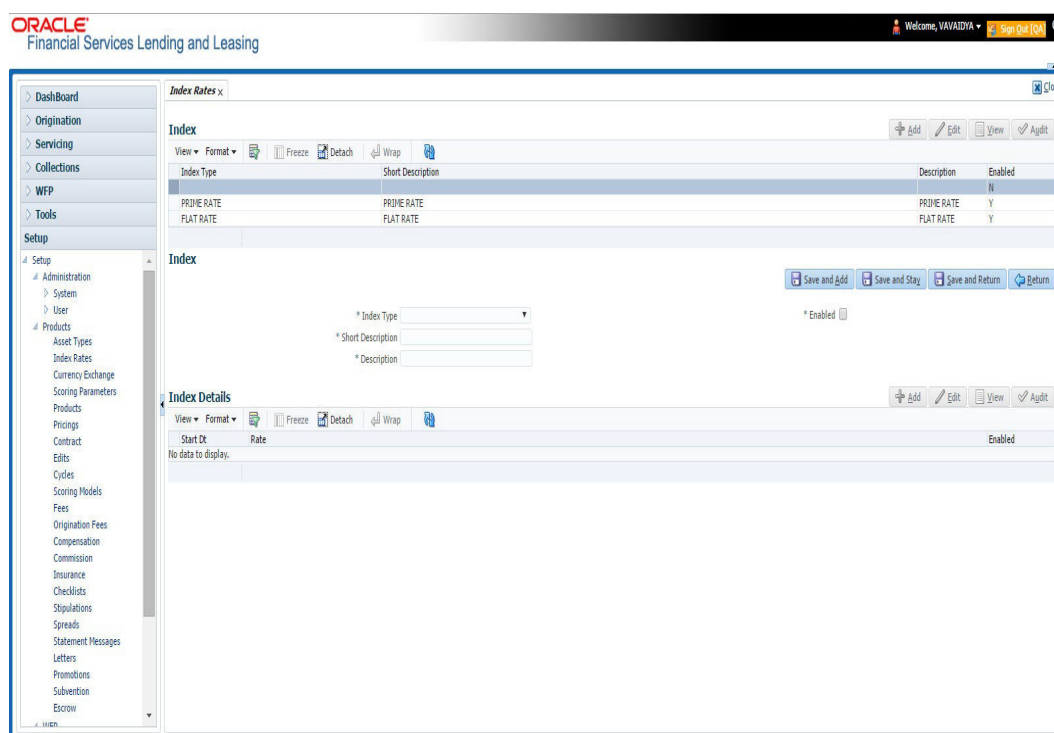 ORACLE
Financial Services Lending and Leasing
Welcome, VAVAIDYA
Sign Out [QA]
DashBoard
Origination
Servicing
Collections
WFP
Tools
Setup
Setup
Administration
System
User
Products
Asset Types
Index Rates
Currency Exchange
Scoring Parameters
Products
Pricings
Contract
Edits
Cycles
Scoring Models
Fees
Origination Fees
Compensation
Commission
Insurance
Checklists
Stipulations
Spreads
Statement Messages
Letters
Promotions
Subvention
Escrow
WFP
Index Rates x
Clo
Index
Add Edit View Audit
View Format Freeze Detach Wrap
Index Type Short Description Description Enabled
N
PRIME RATE PRIME RATE PRIME RATE Y
FLAT RATE FLAT RATE FLAT RATE Y
Index
Save and Add Save and Stay Save and Return Return
* Index Type * Enabled
* Short Description
* Description
Index Details
Add Edit View Audit
View Format Freeze Detach Wrap
Start Dt Rate Enabled
No data to display.